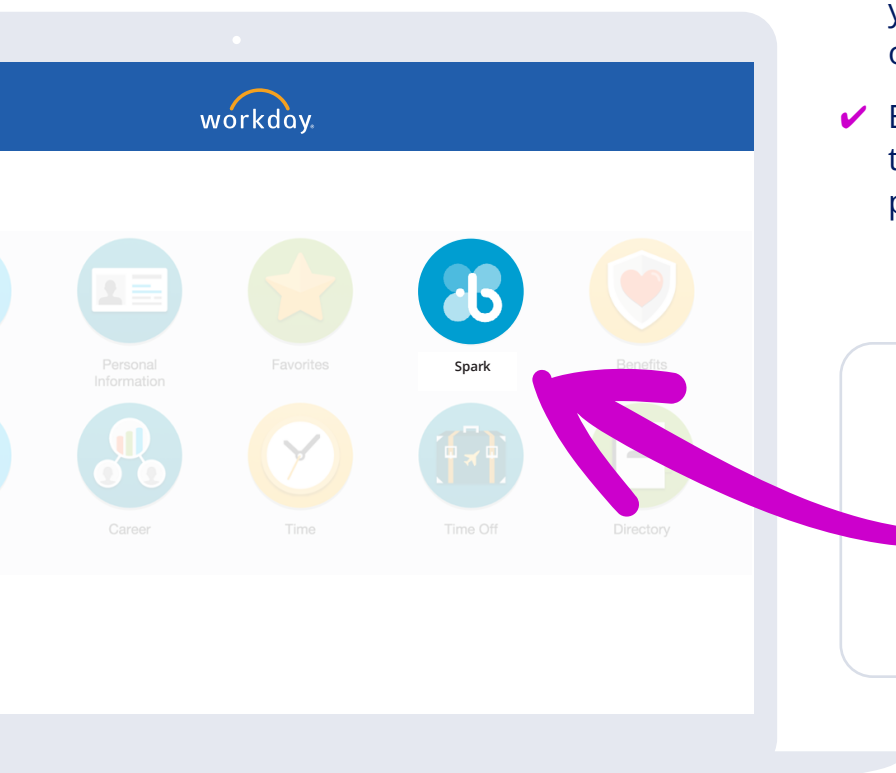 workday.
Personal
Information
Favorites
Spark
Benefits
Career
Time
Time Off
Directory